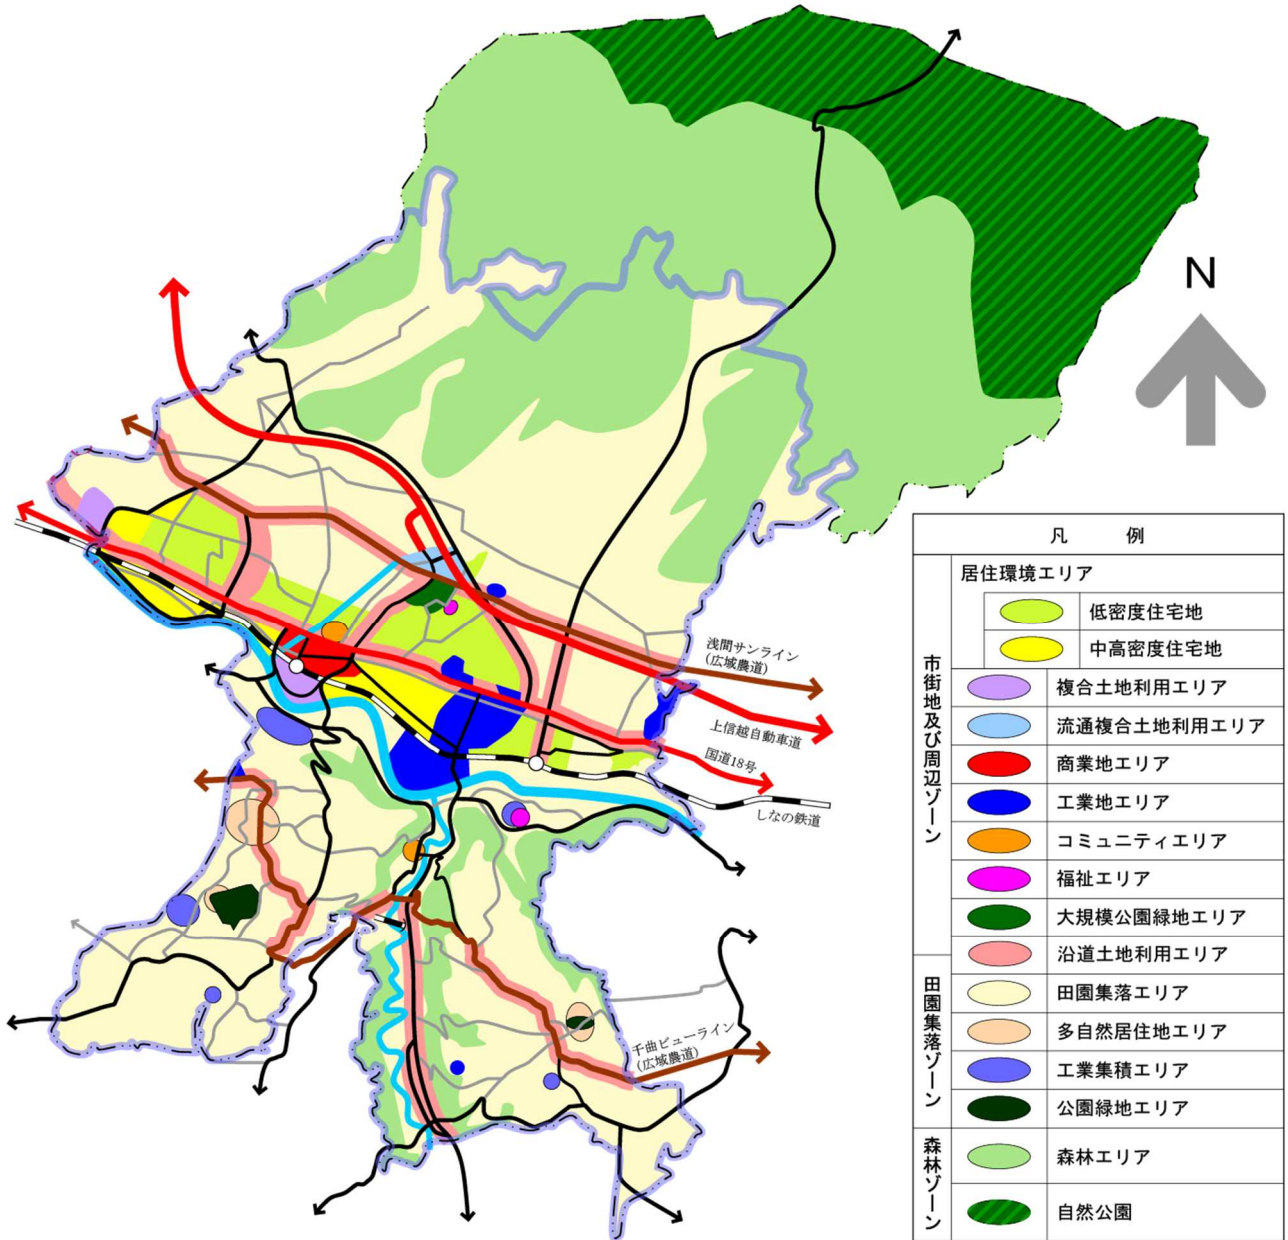 N
浅間サンライン
(広域農道)
上信越自動車道
国道18号
しなの鉄道
千曲ビューライン
(広域農道)
凡 例
市街地及び周辺ゾーン
居住環境エリア
低密度住宅地
中高密度住宅地
複合土地利用エリア
流通複合土地利用エリア
商業地エリア
工業地エリア
コミュニティエリア
福祉エリア
大規模公園緑地エリア
沿道土地利用エリア
田園集落ゾーン
田園集落エリア
多自然居住地エリア
工業集積エリア
公園緑地エリア
森林ゾーン
森林エリア
自然公園